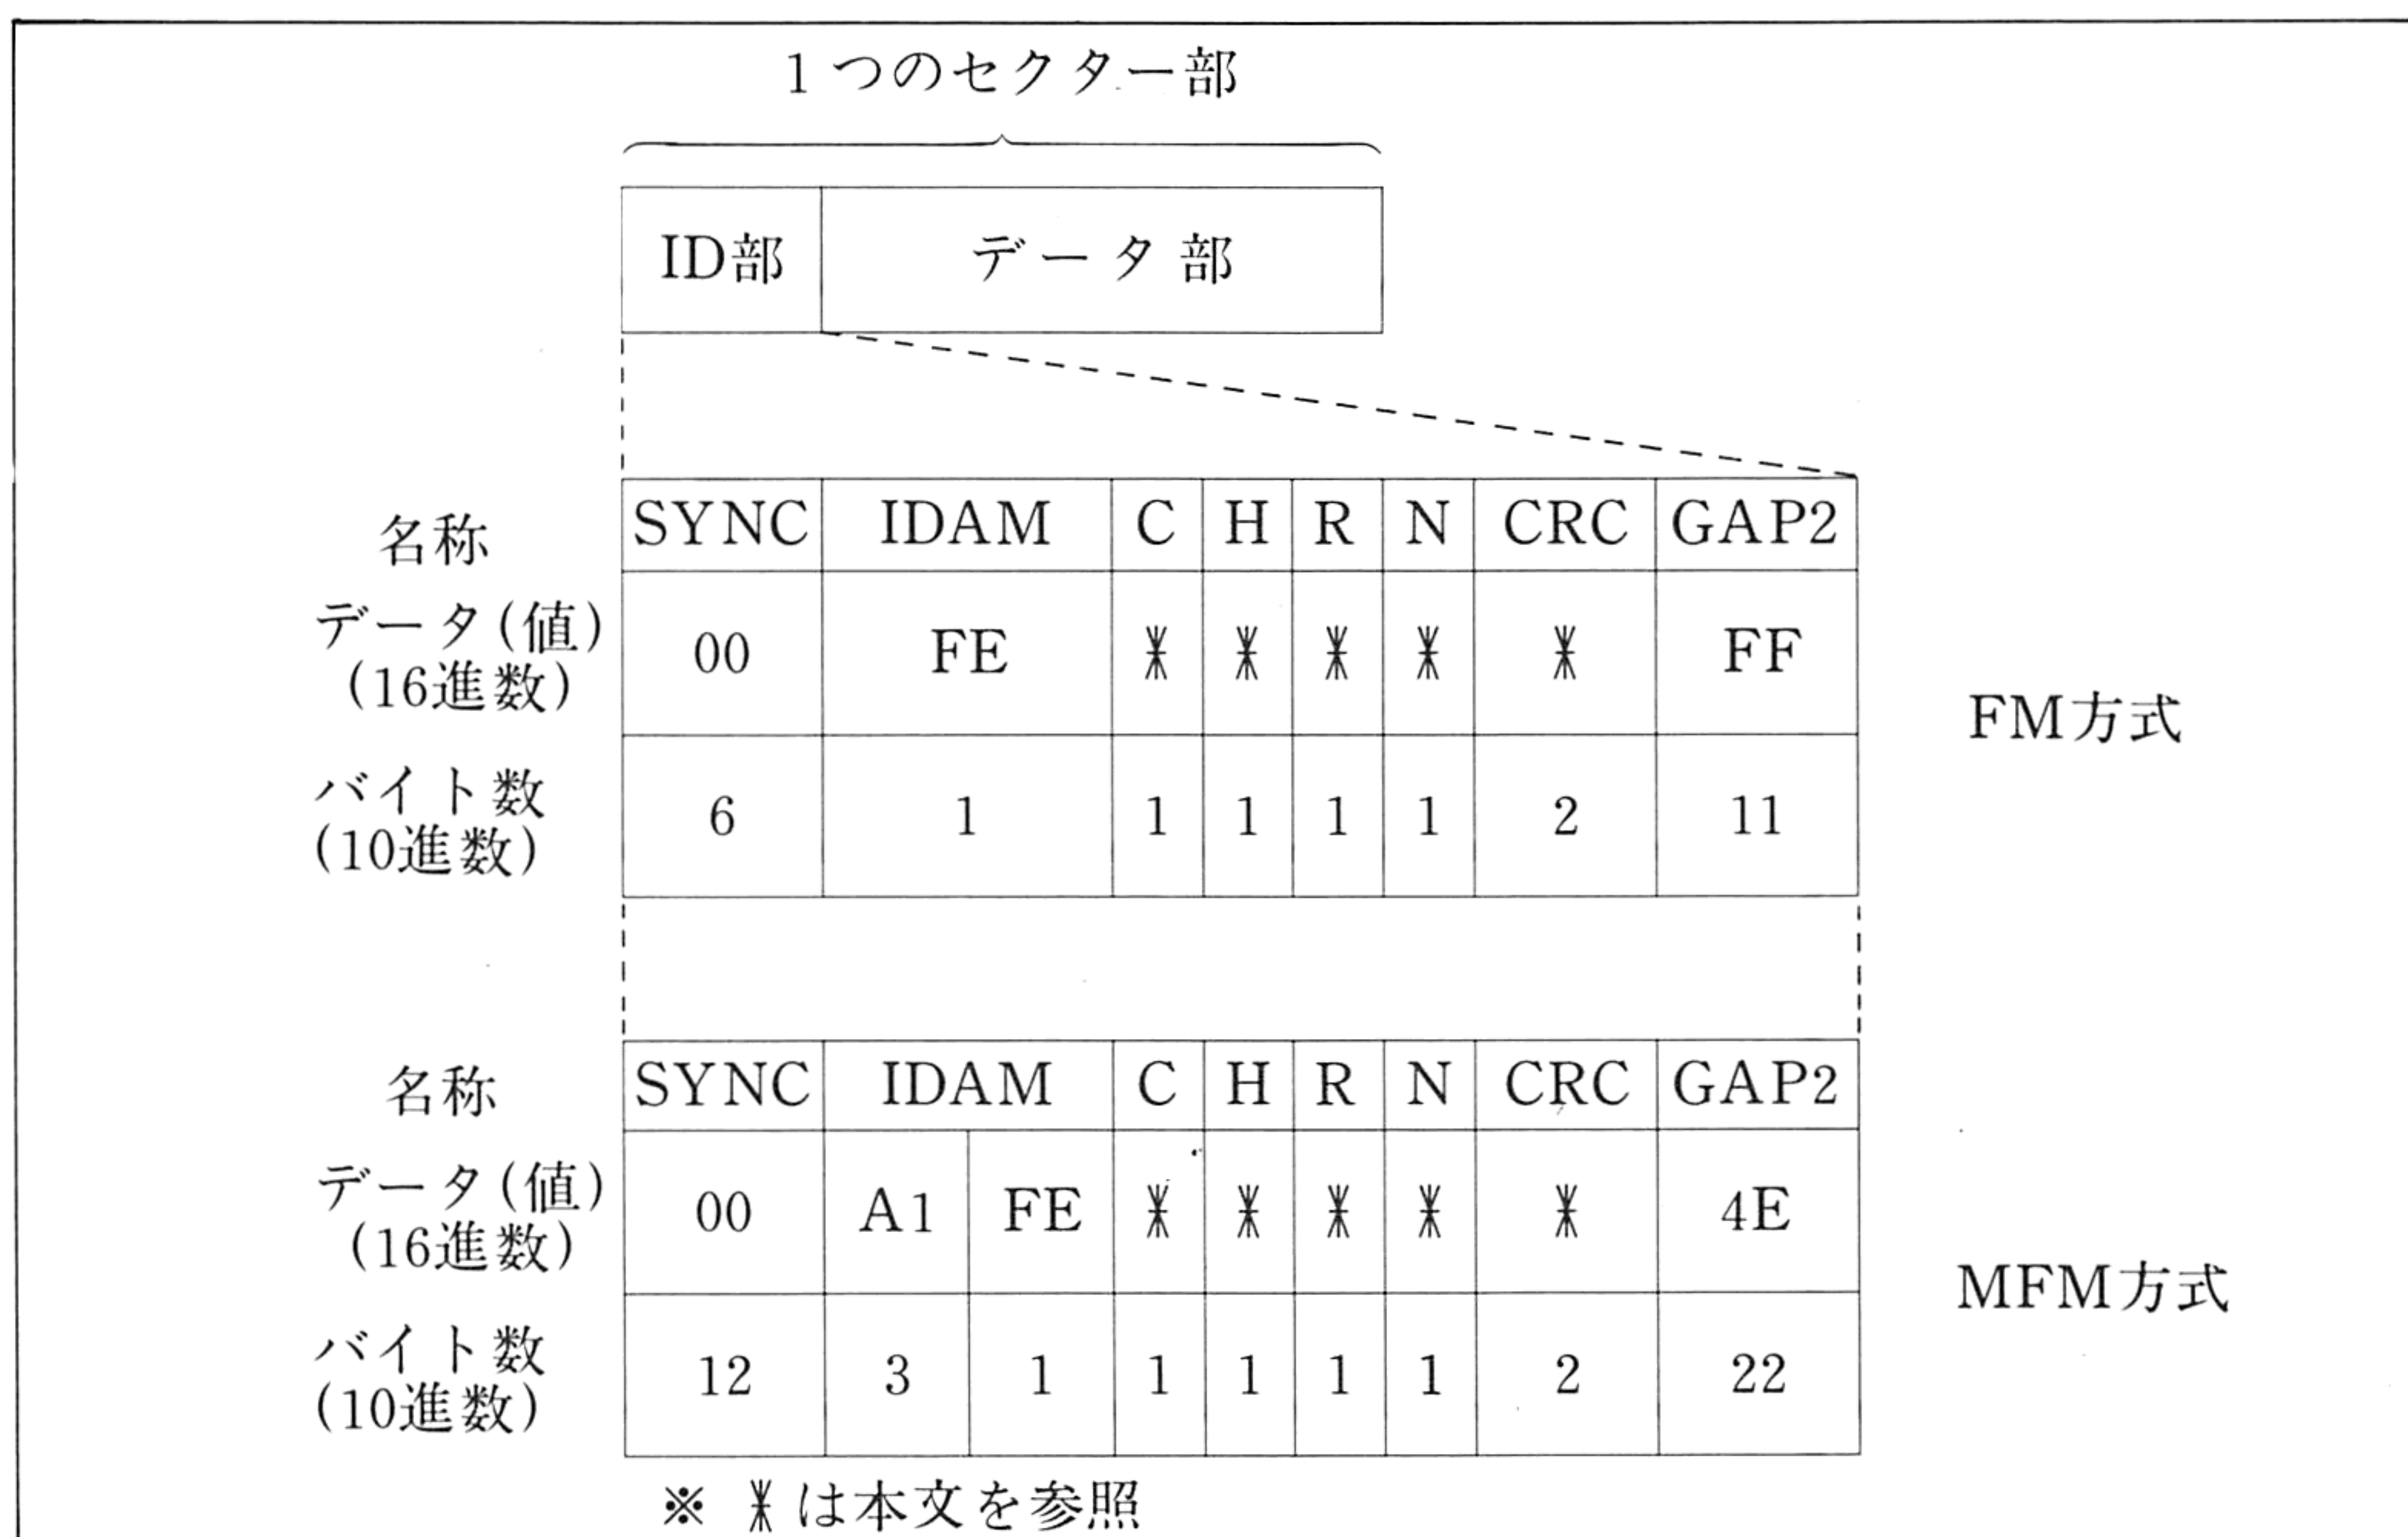 1つのセクター部
ID部 データ部
名称 SYNC IDAM C H R N CRC GAP2
データ(値)
(16進数) 00 FE * * * * * FF
FM方式
バイト数
(10進数) 6 1 1 1 1 1 2 11
名称 SYNC IDAM C H R N CRC GAP2
データ(値)
(16進数) 00 A1 FE * * * * * 4E
MFM方式
バイト数
(10進数) 12 3 1 1 1 1 1 2 22
※ * は本文を参照